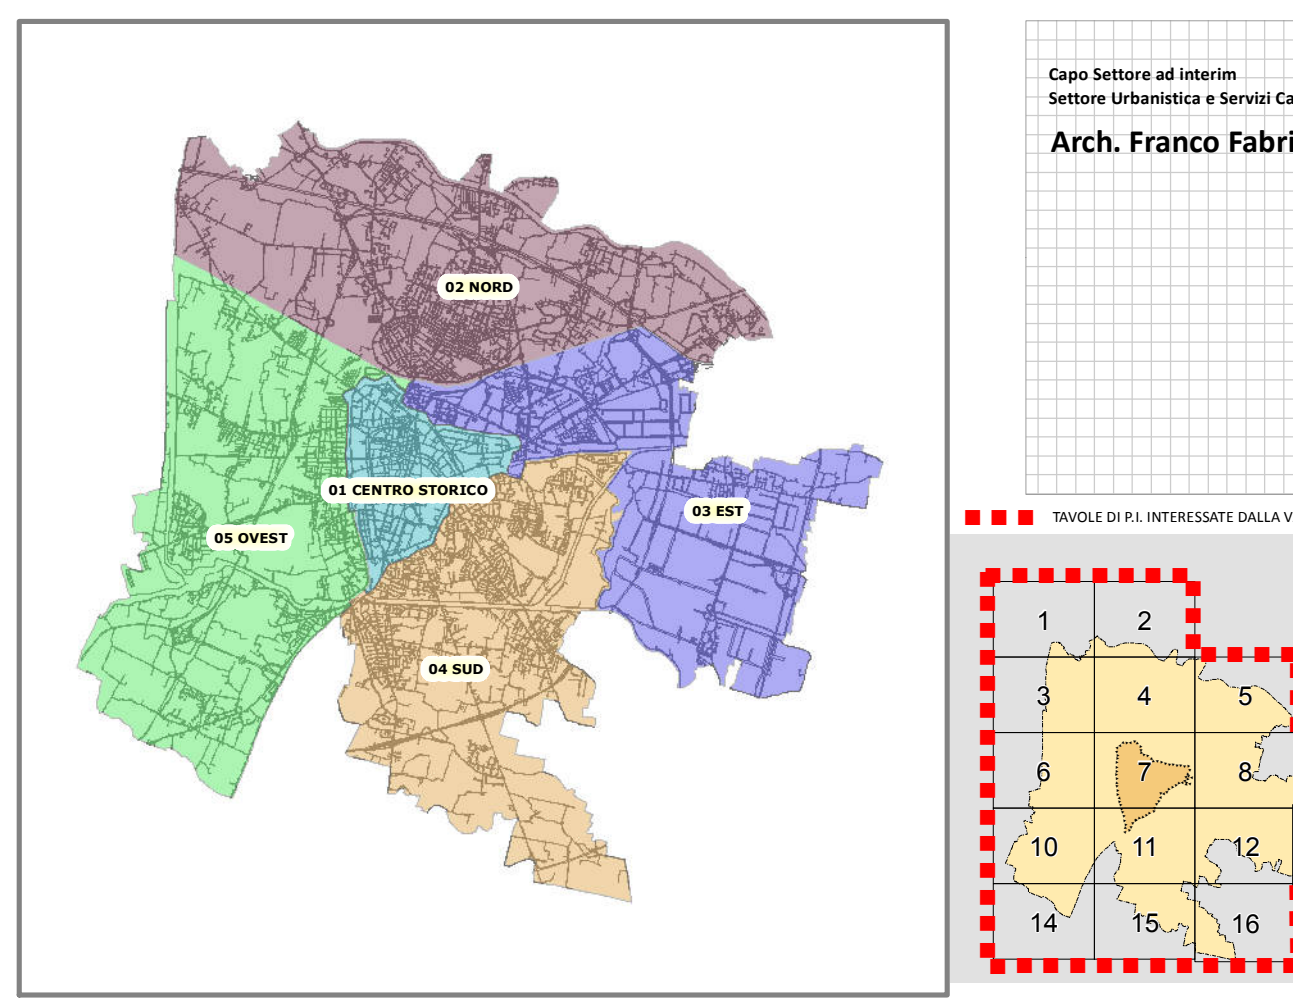 Capo Settore ad interim
Settore Urbanistica e Servizi Ca
Arch. Franco Fabri
02 NORD
01 CENTRO STORICO
03 EST
05 OVEST
04 SUD
TAVOLE DI P.I. INTERESSATE DALLA V
1 2
3 4 5
6 7 8
10 11 12
14 15 16